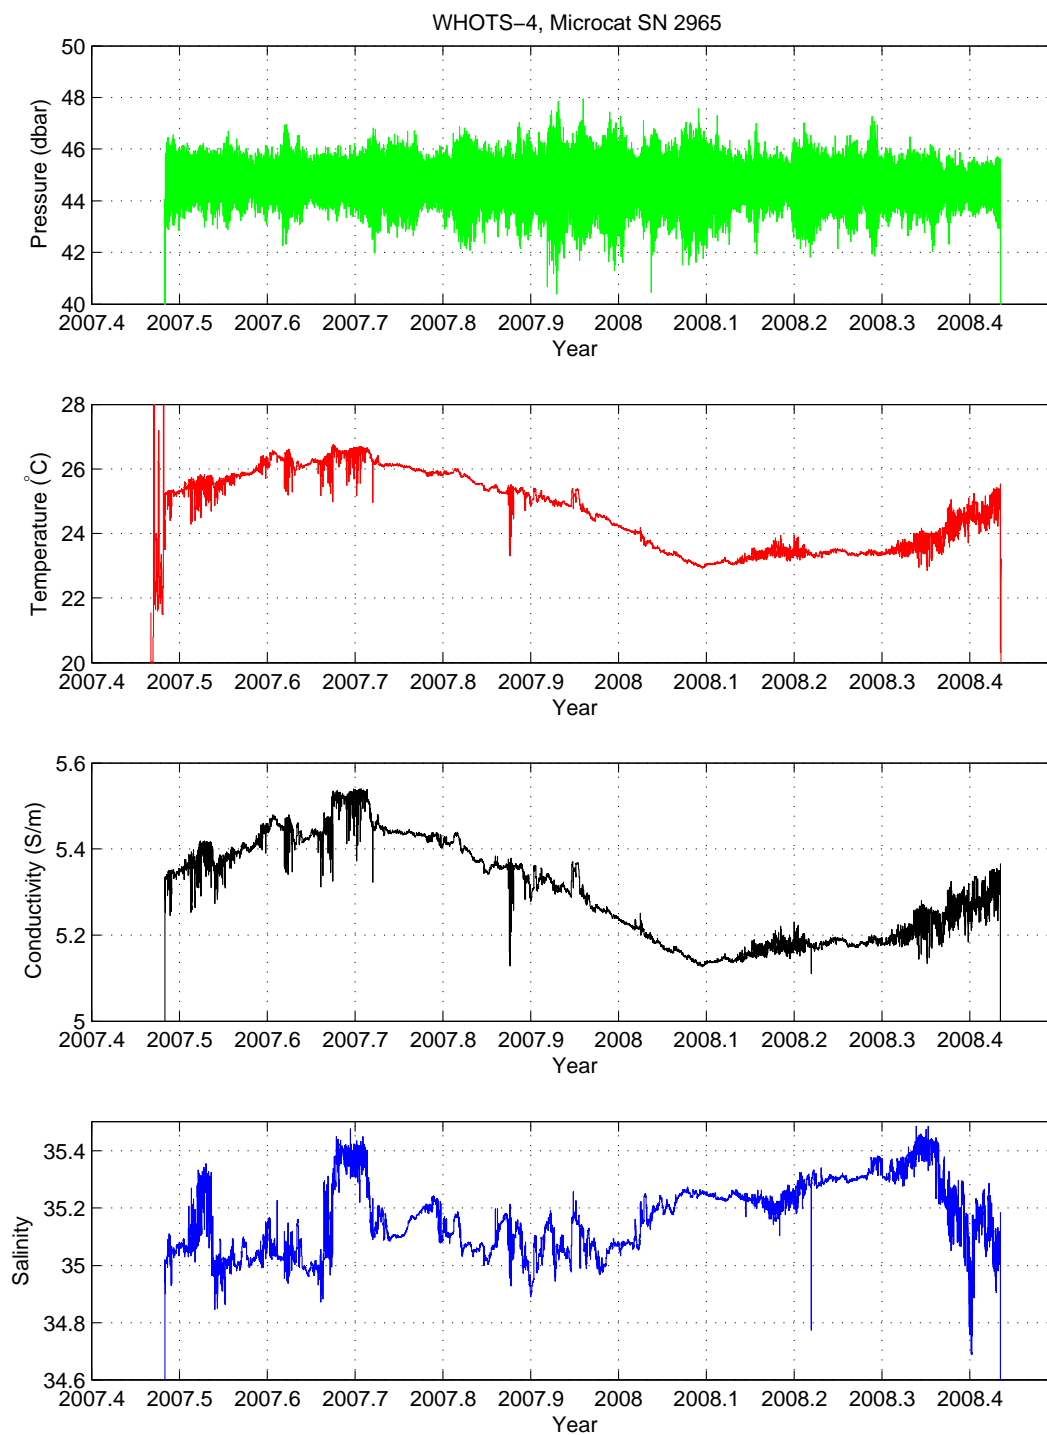 WHOTS−4, Microcat SN 2965
50
48
46
44
42
40
Pressure (dbar)
2007.4 2007.5 2007.6 2007.7 2007.8 2007.9 2008 2008.1 2008.2 2008.3 2008.4
Year
28
26
24
22
20
Temperature (°C)
2007.4 2007.5 2007.6 2007.7 2007.8 2007.9 2008 2008.1 2008.2 2008.3 2008.4
Year
5.6
5.4
5.2
5
Conductivity (S/m)
2007.4 2007.5 2007.6 2007.7 2007.8 2007.9 2008 2008.1 2008.2 2008.3 2008.4
Year
35.4
35.2
35
34.8
34.6
Salinity
2007.4 2007.5 2007.6 2007.7 2007.8 2007.9 2008 2008.1 2008.2 2008.3 2008.4
Year